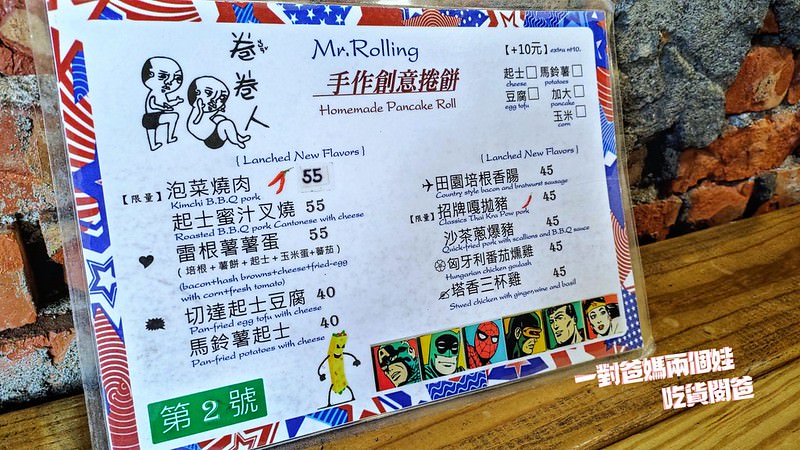 卷卷人
Mr.Rolling
手作創意捲餅
Homemade Pancake Roll
【+10元】extra nt10.
起士 馬鈴薯
cheese potatoes
豆腐 加大
egg tofu pancake
玉米
corn
{ Lanched New Flavors }
【限量】泡菜燒肉 55
Kimchi B.B.Q pork
起士蜜汁叉燒 55
Roasted B.B.Q pork Cantonese with cheese
雷根薯薯蛋 55
( 培根+薯餅+起士+玉米蛋+蕃茄 )
(bacon+hash browns+cheese+fried-egg
with corn+fresh tomato)
切達起士豆腐 40
Pan-fried egg tofu with cheese
馬鈴薯起士 40
Pan-fried potatoes with cheese
第2號
{ Lanched New Flavors }
田園培根香腸 45
Country style bacon and bratwurst sausage
【限量】招牌嘎拋豬 45
Classics Thai Kra Pow pork
沙茶蔥爆豬 45
Quick-fried pork with scallions and B.B.Q sauce
匈牙利番茄燻雞 45
Hungarian chicken goulash
塔香三杯雞 45
Stwed chicken with ginger,wine and basil
一對爸媽兩個娃
吃貨閔爸